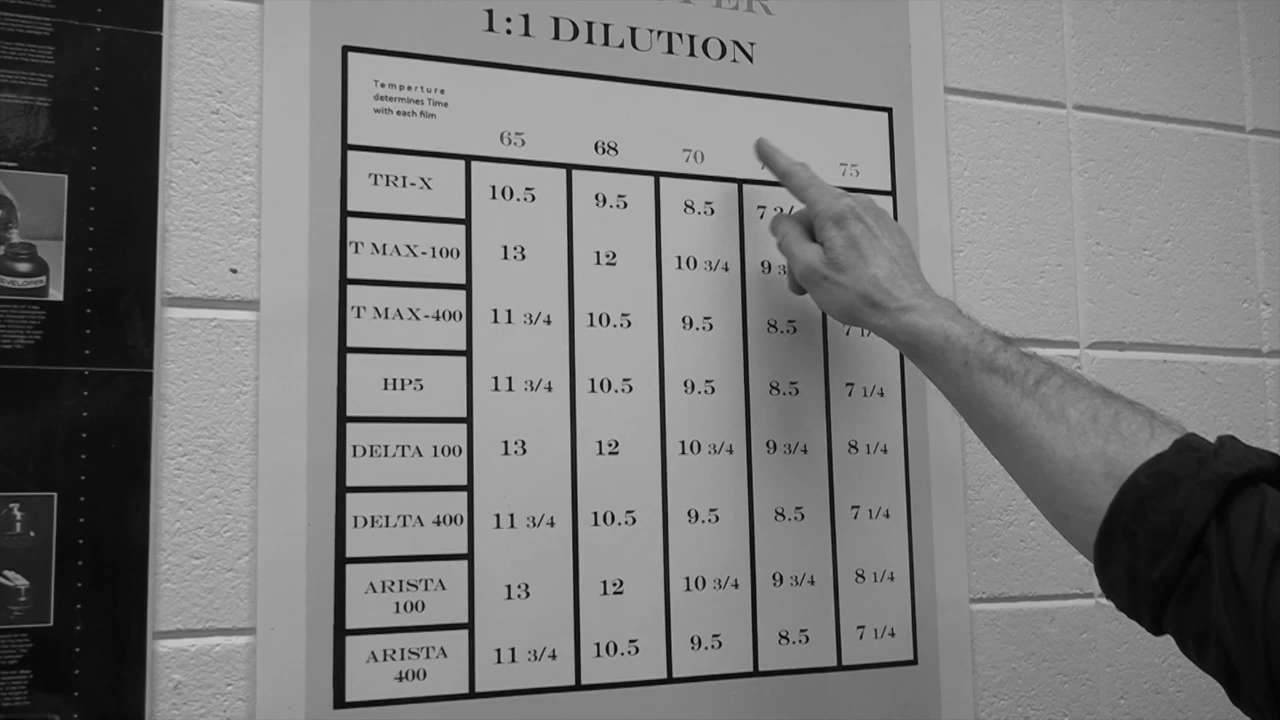 1:1 DILUTION
Temperture
determines Time
with each film
65 68 70 75
TRI-X 10.5 9.5 8.5
T MAX-100 13 12 10 3/4
T MAX-400 11 3/4 10.5 9.5 8.5
HP5 11 3/4 10.5 9.5 8.5 7 1/4
DELTA 100 13 12 10 3/4 9 3/4 8 1/4
DELTA 400 11 3/4 10.5 9.5 8.5 7 1/4
ARISTA
100 13 12 10 3/4 9 3/4 8 1/4
ARISTA
400 11 3/4 10.5 9.5 8.5 7 1/4